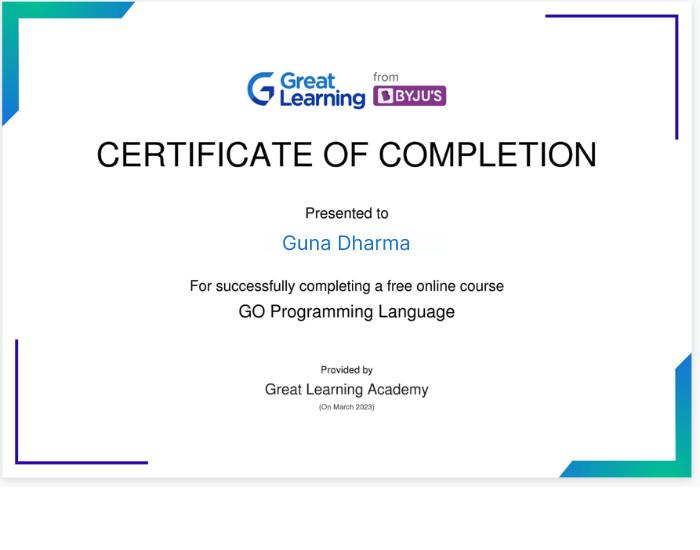 Great Learning from BYJU'S
CERTIFICATE OF COMPLETION
Presented to
Guna Dharma
For successfully completing a free online course
GO Programming Language
Provided by
Great Learning Academy
(On March 2023)